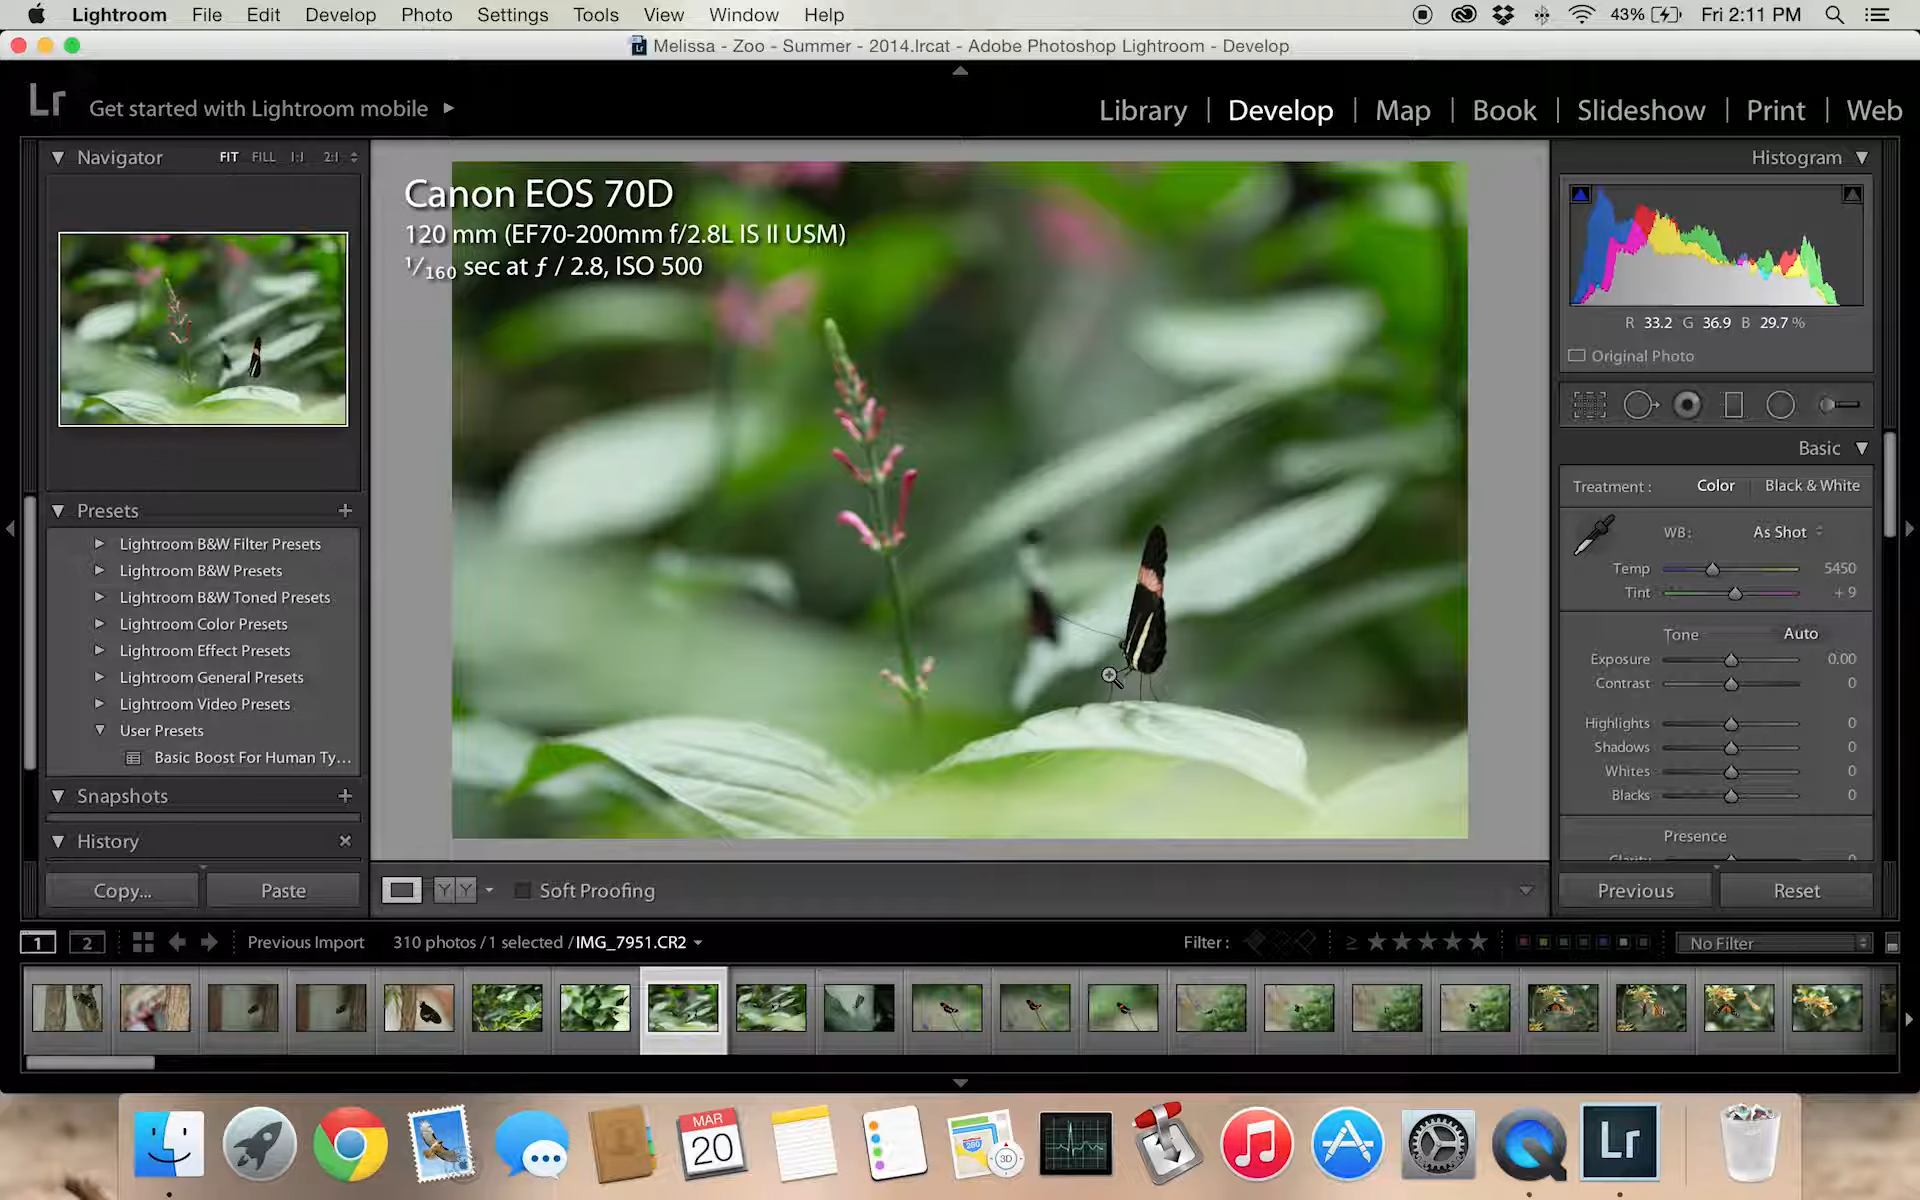 Lightroom File Edit Develop Photo Settings Tools View Window Help 43% Fri 2:11 PM
Melissa - Zoo - Summer - 2014.lrcat - Adobe Photoshop Lightroom - Develop
Lr Get started with Lightroom mobile
Library | Develop | Map | Book | Slideshow | Print | Web
Navigator FIT FILL 1:1 2:1
Presets +
Lightroom B&W Filter Presets
Lightroom B&W Presets
Lightroom B&W Toned Presets
Lightroom Color Presets
Lightroom Effect Presets
Lightroom General Presets
Lightroom Video Presets
User Presets
Basic Boost For Human Ty...
Snapshots +
History ×
Copy... Paste
Canon EOS 70D
120 mm (EF70-200mm f/2.8L IS II USM)
1/160 sec at ƒ / 2.8, ISO 500
YY Soft Proofing
Histogram
R 33.2 G 36.9 B 29.7 %
Original Photo
Basic
Treatment : Color Black & White
WB: As Shot
Temp 5450
Tint + 9
Tone Auto
Exposure 0.00
Contrast 0
Highlights 0
Shadows 0
Whites 0
Blacks 0
Presence
Clarity 0
Previous Reset
1 2 Previous Import 310 photos / 1 selected / IMG_7951.CR2 Filter : ≥ ★★★★★ No Filter
MAR
20
280
3D
Lr